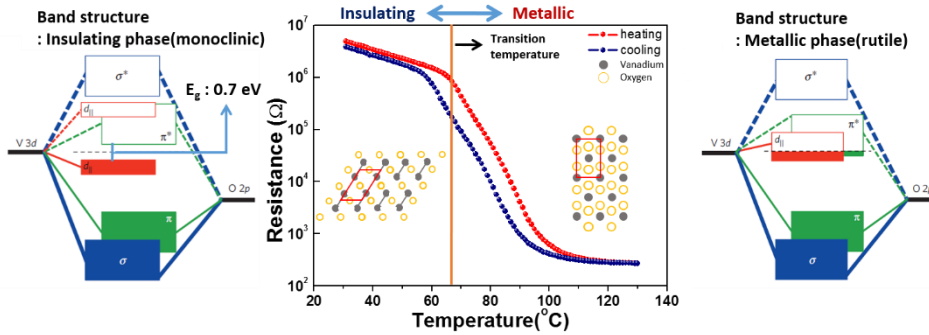 Band structure
: Insulating phase(monoclinic)
σ*
E_g : 0.7 eV
d||
π*
V 3d
d||
O 2p
π
σ
Insulating
Metallic
Transition
temperature
heating
cooling
Vanadium
Oxygen
Resistance (Ω)
10^7
10^6
10^5
10^4
10^3
10^2
20 40 60 80 100 120 140
Temperature(°C)
Band structure
: Metallic phase(rutile)
σ*
π*
d||
V 3d
O 2p
π
σ